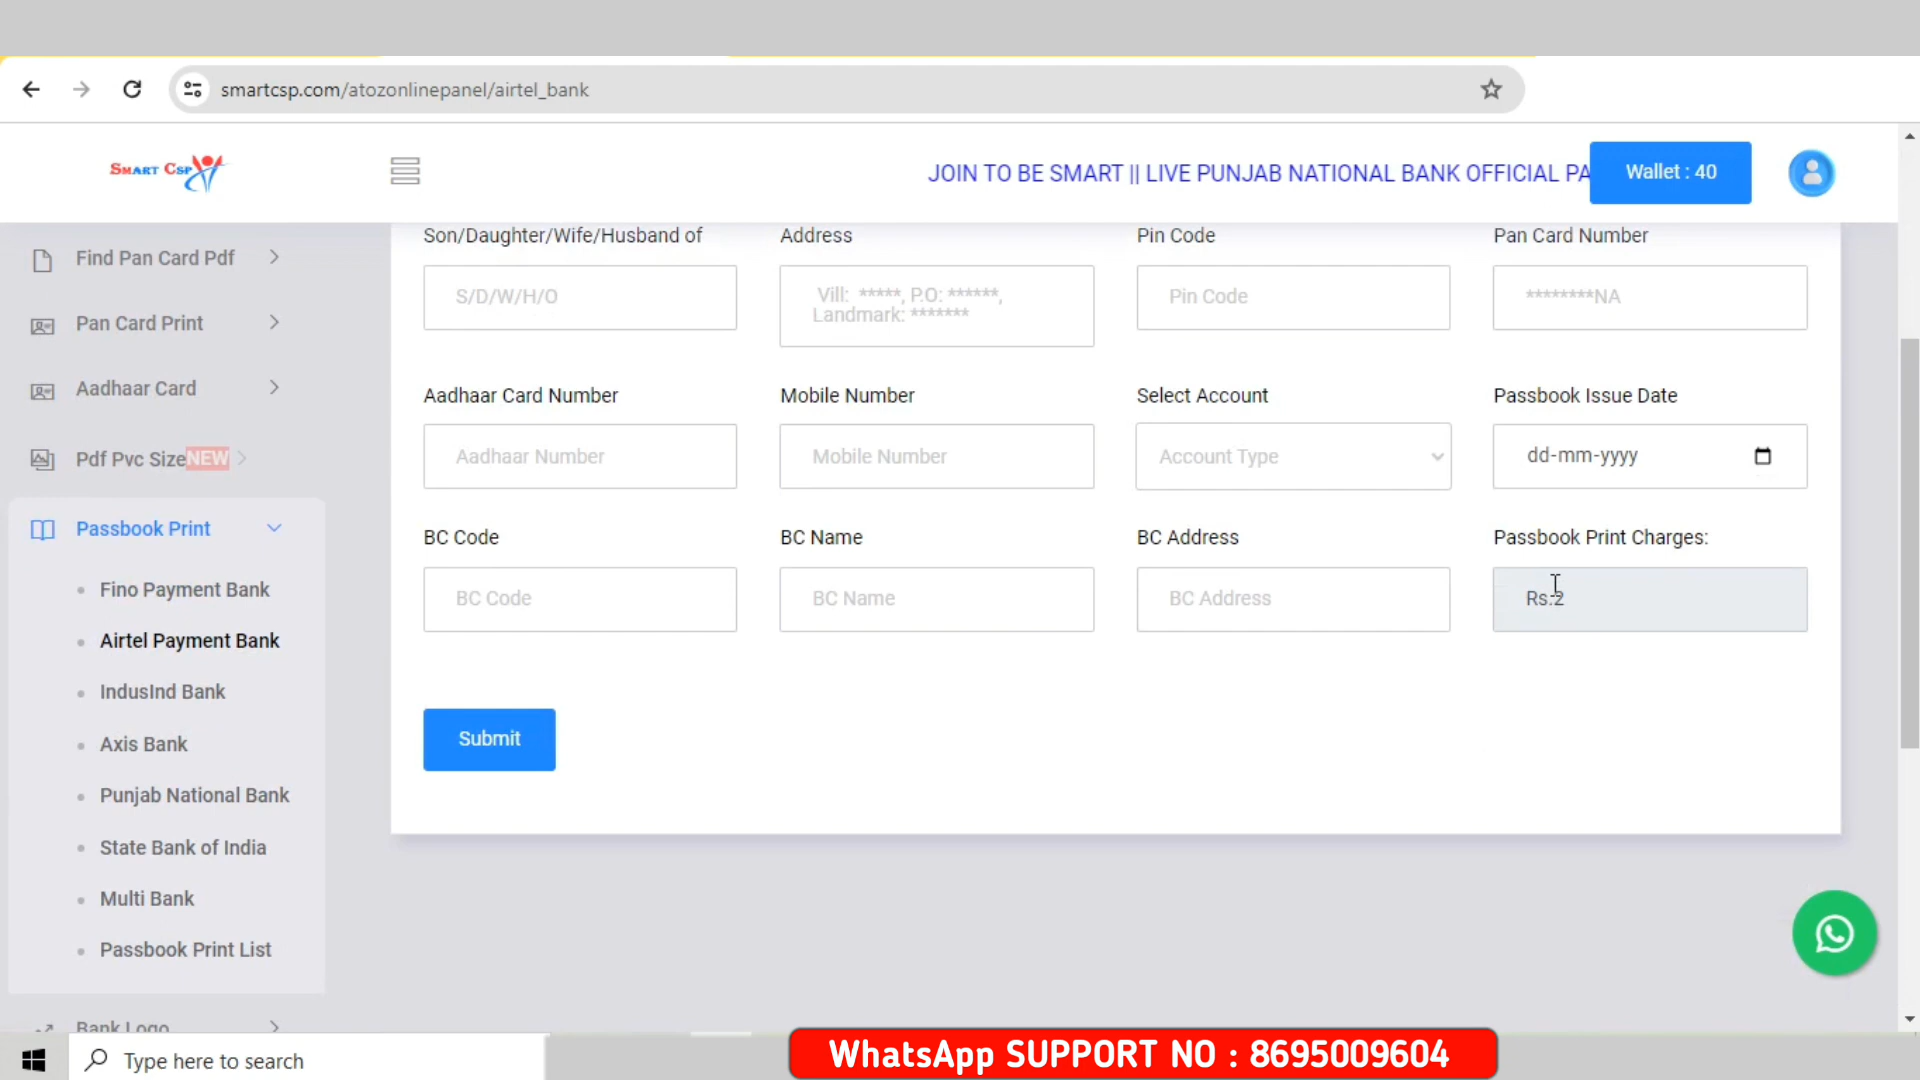 smartcsp.com/atozonlinepanel/airtel_bank
SMART CSP
JOIN TO BE SMART || LIVE PUNJAB NATIONAL BANK OFFICIAL PA
Wallet : 40
Find Pan Card Pdf
Pan Card Print
Aadhaar Card
Pdf Pvc Size NEW
Passbook Print
Fino Payment Bank
Airtel Payment Bank
IndusInd Bank
Axis Bank
Punjab National Bank
State Bank of India
Multi Bank
Passbook Print List
Bank Logo
Son/Daughter/Wife/Husband of
Address
Pin Code
Pan Card Number
S/D/W/H/O
Vill: *****, P.O: ******,
Landmark: *******
Pin Code
********NA
Aadhaar Card Number
Mobile Number
Select Account
Passbook Issue Date
Aadhaar Number
Mobile Number
Account Type
dd-mm-yyyy
BC Code
BC Name
BC Address
Passbook Print Charges:
BC Code
BC Name
BC Address
Rs.2
Submit
Type here to search
WhatsApp SUPPORT NO : 8695009604